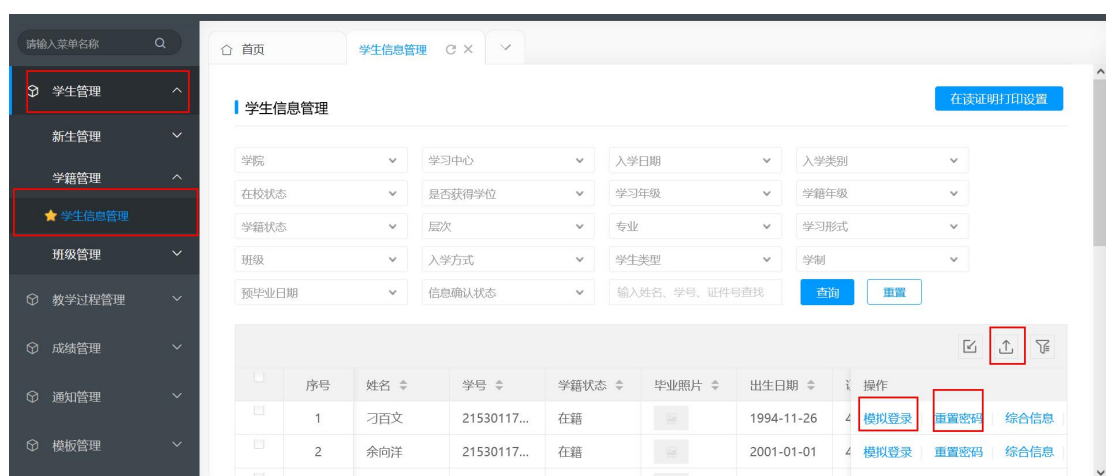 请输入菜单名称
首页 学生信息管理
学生管理
学生信息管理 在读证明打印设置
新生管理
学院 学习中心 入学日期 入学类别
学籍管理
在校状态 是否获得学位 学习年级 学籍年级
学生信息管理
学籍状态 层次 专业 学习形式
班级管理
班级 入学方式 学生类型 学制
教学过程管理
预毕业日期 信息确认状态 输入姓名、学号、证件号查找 查询 重置
成绩管理
序号 姓名 学号 学籍状态 毕业照片 出生日期 操作
通知管理
1 刁百文 21530117... 在籍 1994-11-26 4 模拟登录 重置密码 综合信息
模板管理
2 余向洋 21530117... 在籍 2001-01-01 4 模拟登录 重置密码 综合信息